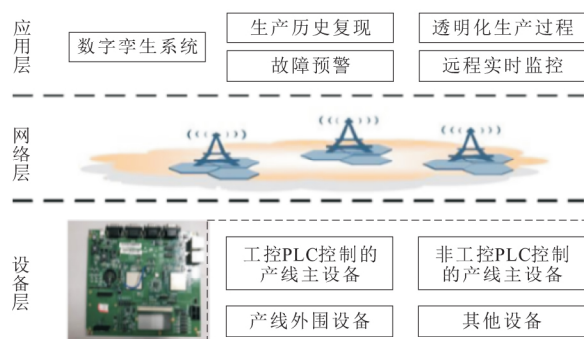 应用层
数字孪生系统
生产历史复现
透明化生产过程
故障预警
远程实时监控
网络层
设备层
工控PLC控制的
产线主设备
非工控PLC控制
的产线主设备
产线外围设备
其他设备